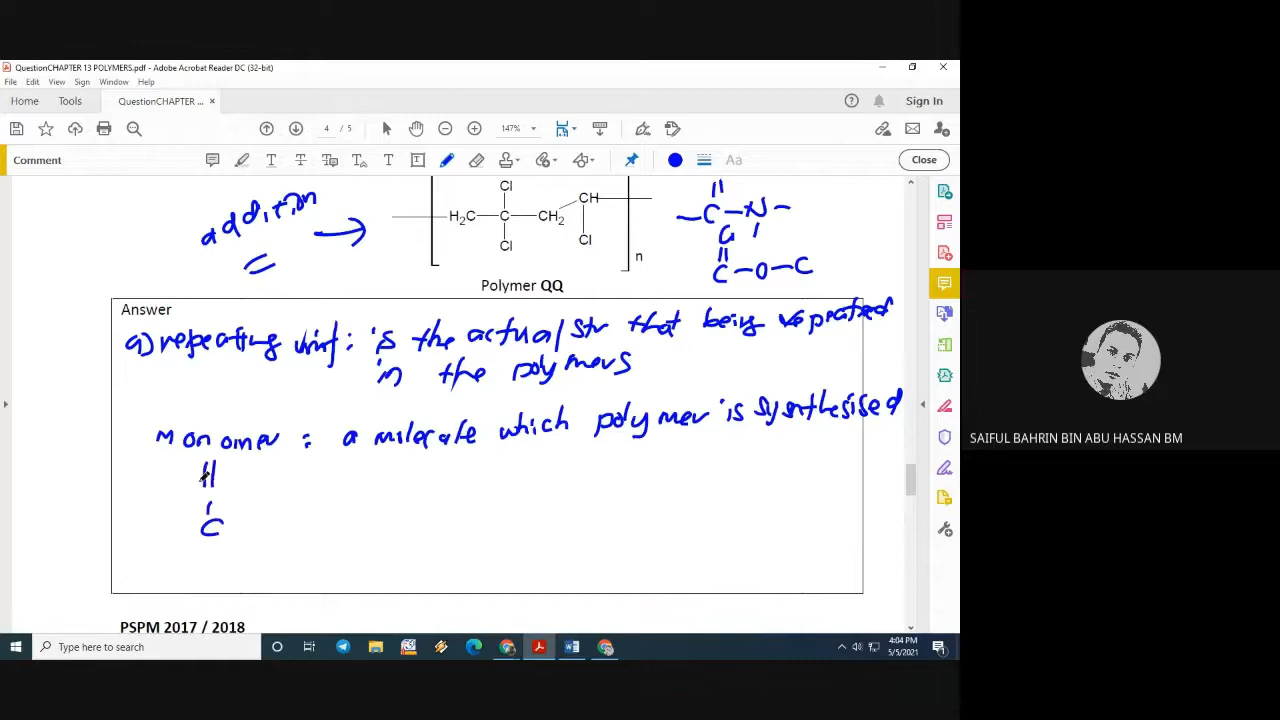 QuestionCHAPTER 13 POLYMERS.pdf - Adobe Acrobat Reader DC (32-bit)
File Edit View Sign Window Help
Home Tools QuestionCHAPTER ... × Sign In
4 / 5 147%
Comment Aa Close
addition
Cl
H2C C CH2 CH
Cl Cl
n
C N
C
C-O-C
Polymer QQ
Answer
a) repeating unit : is the actual str that being repeated
in the polymers
Monomer : a molecule which polymer is synthesised
C
PSPM 2017 / 2018
SAIFUL BAHRIN BIN ABU HASSAN BM
Type here to search
4:04 PM
5/5/2021